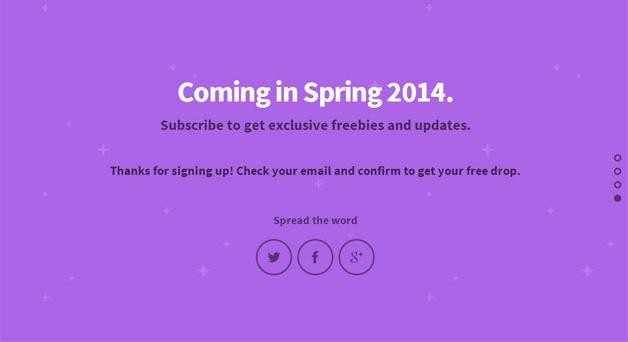 Coming in Spring 2014.
Subscribe to get exclusive freebies and updates.
Thanks for signing up! Check your email and confirm to get your free drop.
Spread the word